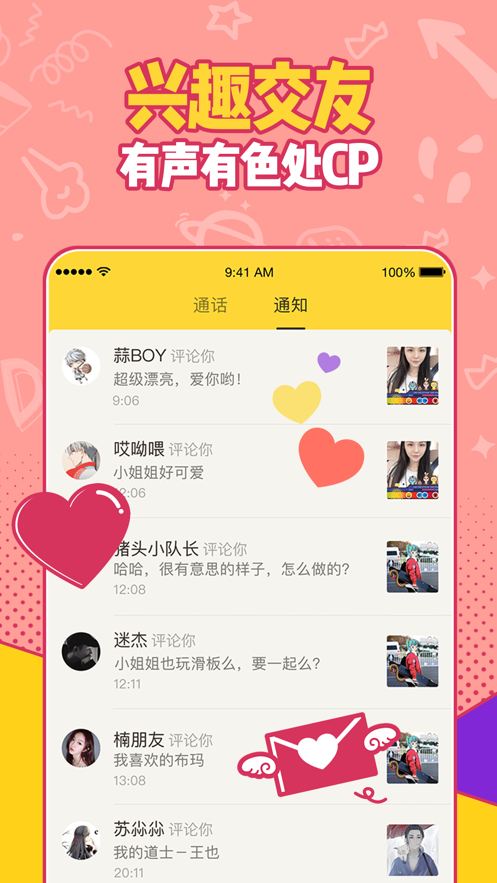 兴趣交友
有声有色处CP
9:41 AM
100%
通话
通知
蒜BOY 评论你
超级漂亮，爱你哟！
9:06
哎呦喂 评论你
小姐姐好可爱
12:06
猪头小队长 评论你
哈哈，很有意思的样子，怎么做的？
12:08
迷杰 评论你
小姐姐也玩滑板么，要一起么？
12:11
楠朋友 评论你
我喜欢的布玛
13:08
苏尛尛 评论你
我的道士－王也
20:11